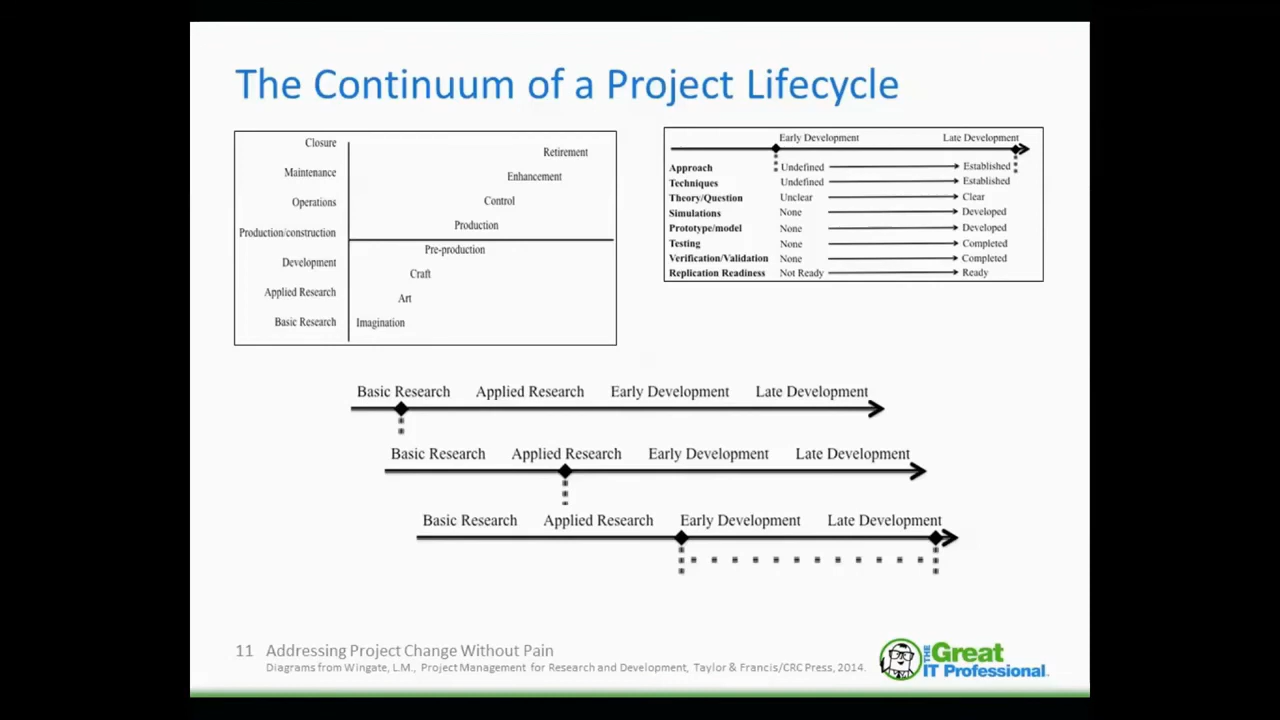 The Continuum of a Project Lifecycle
Closure
Maintenance
Operations
Production/construction
Development
Applied Research
Basic Research
Retirement
Enhancement
Control
Production
Pre-production
Craft
Art
Imagination
Early Development Late Development
Approach Undefined Established
Techniques Undefined Established
Theory/Question Unclear Clear
Simulations None Developed
Prototype/model None Developed
Testing None Completed
Verification/Validation None Completed
Replication Readiness Not Ready Ready
Basic Research Applied Research Early Development Late Development
Basic Research Applied Research Early Development Late Development
Basic Research Applied Research Early Development Late Development
11 Addressing Project Change Without Pain
Diagrams from Wingate, L.M., Project Management for Research and Development, Taylor & Francis/CRC Press, 2014.
THE Great
IT Professional